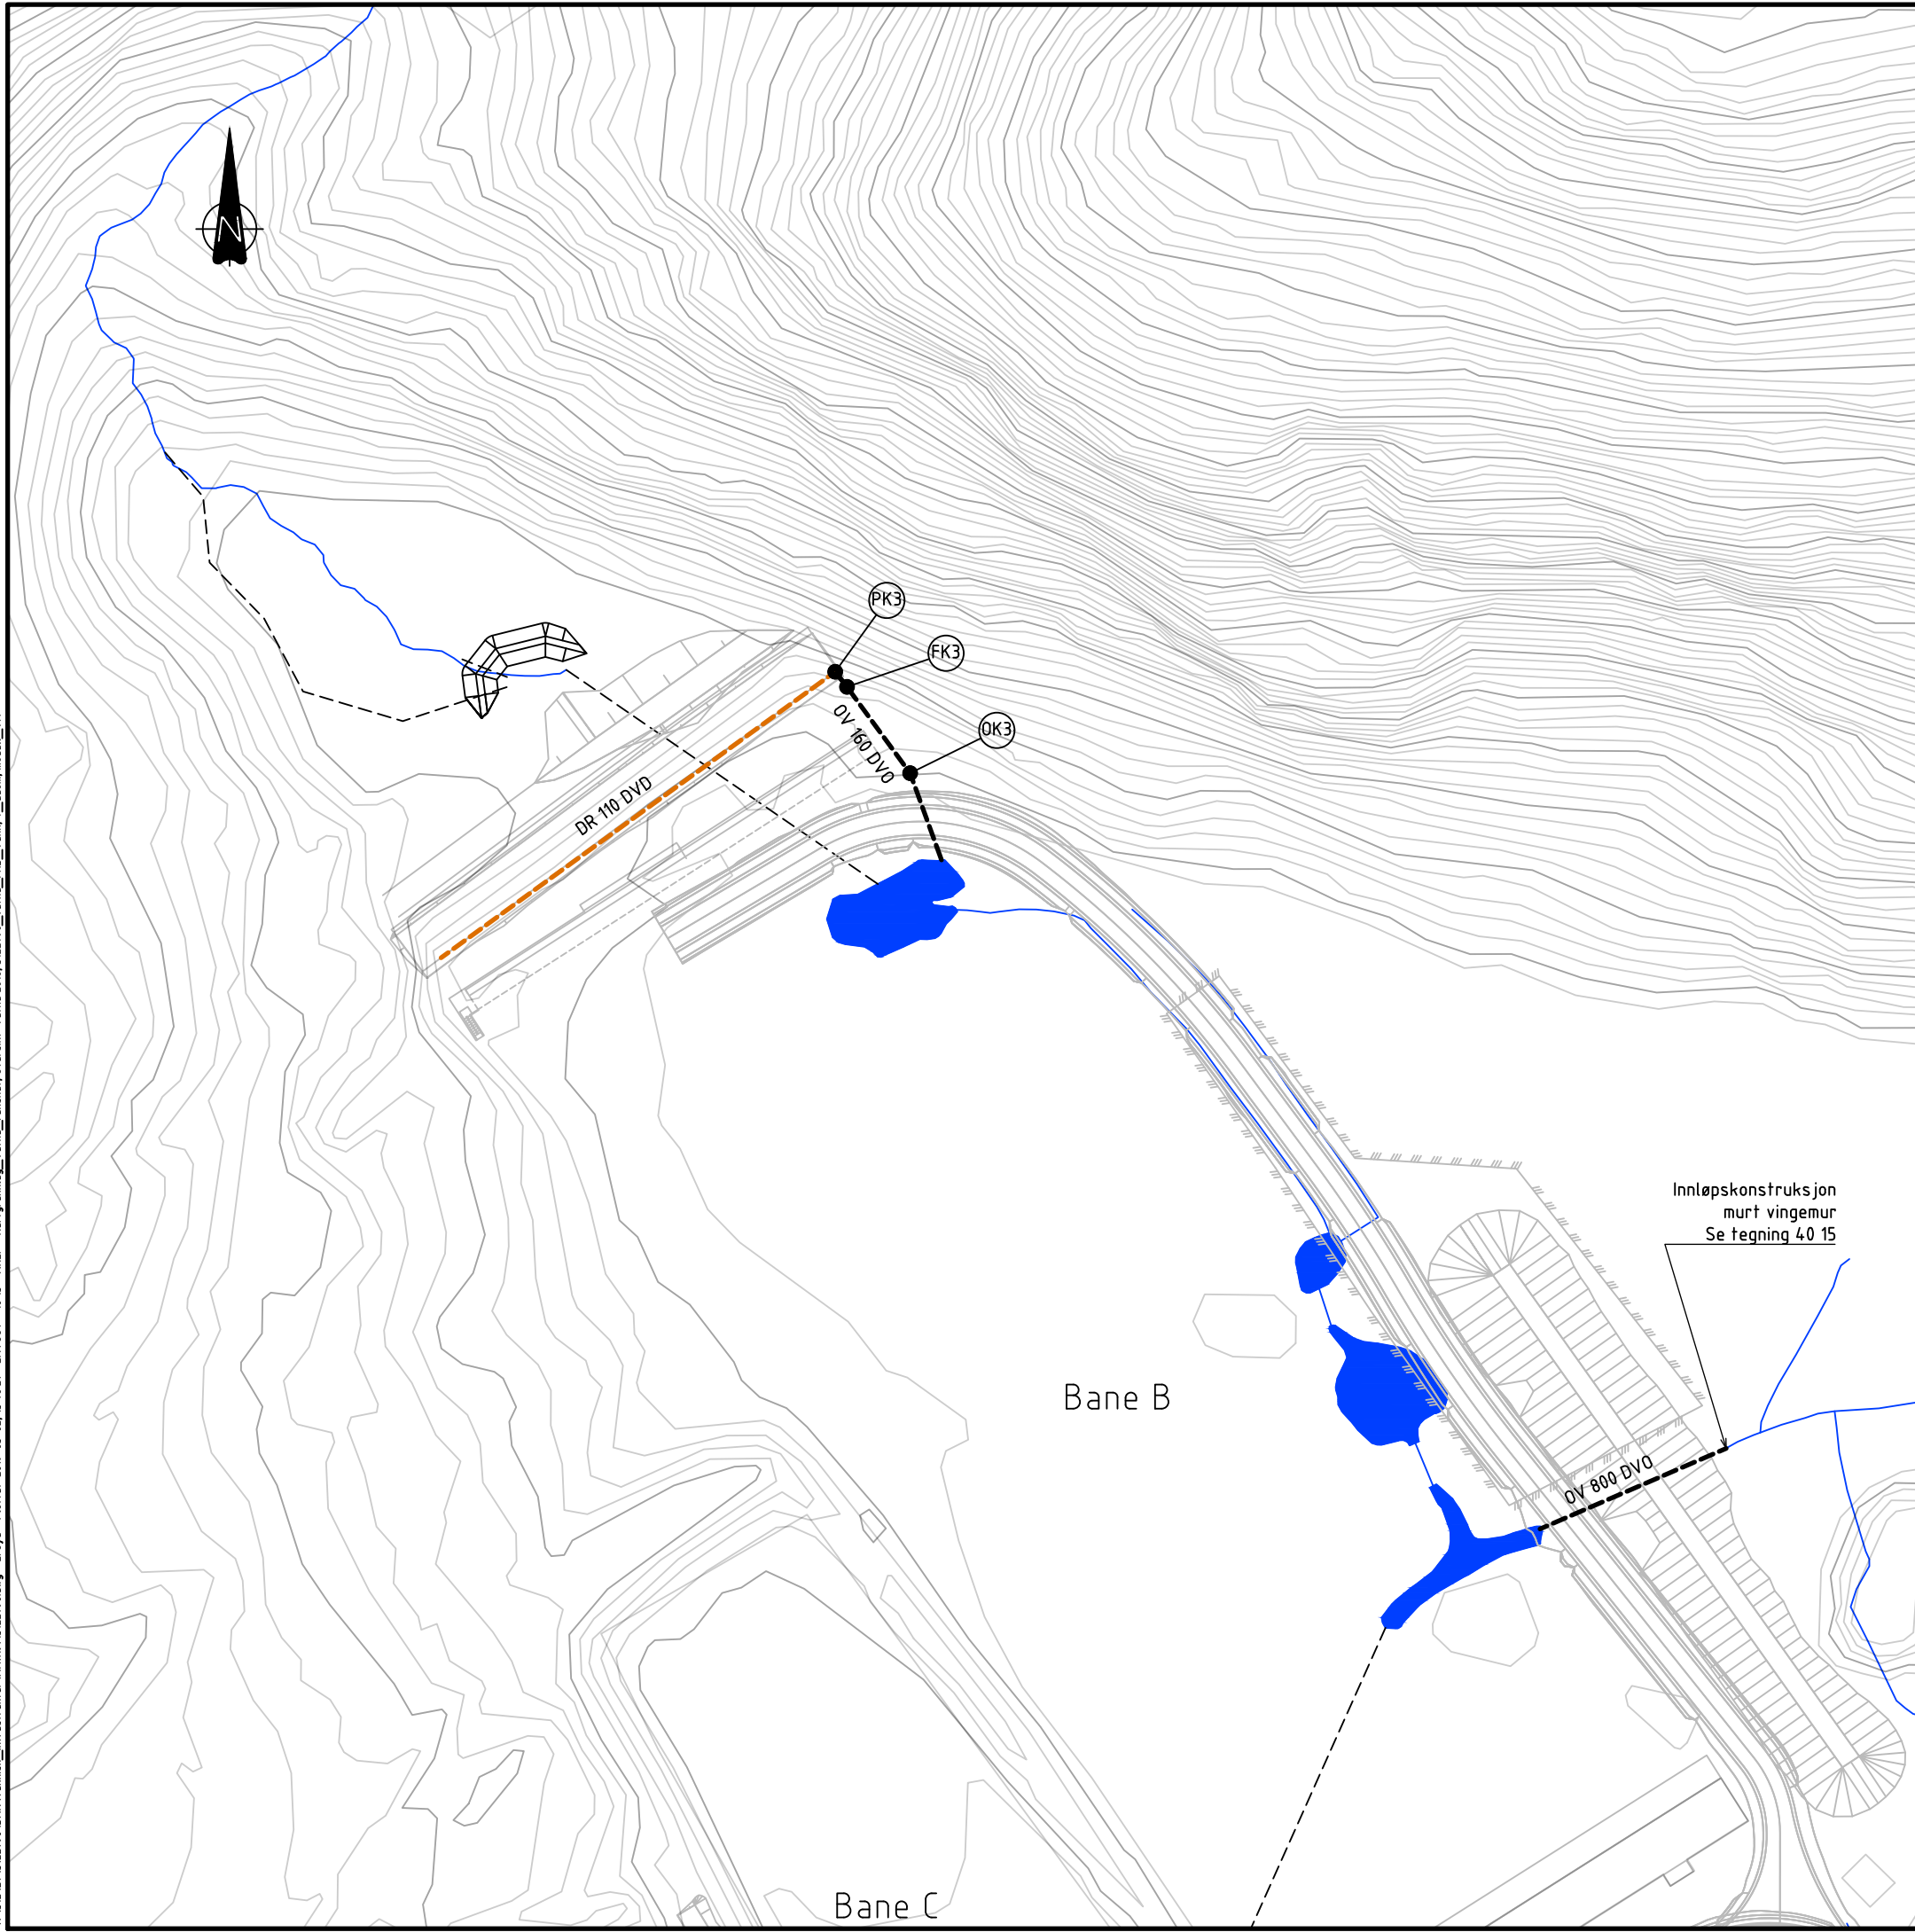 N
PK3
FK3
OK3
OV 160 DVO
DR 110 DVD
Innløpskonstruksjon
murt vingemur
Se tegning 40 15
Bane B
OV 800 DVO
Bane C